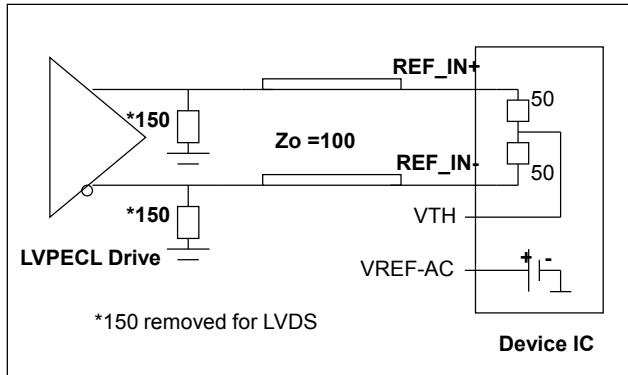 REF_IN+
50
*150
Zo =100
REF_IN-
50
*150
VTH
LVPECL Drive
VREF-AC
+ -
*150 removed for LVDS
Device IC